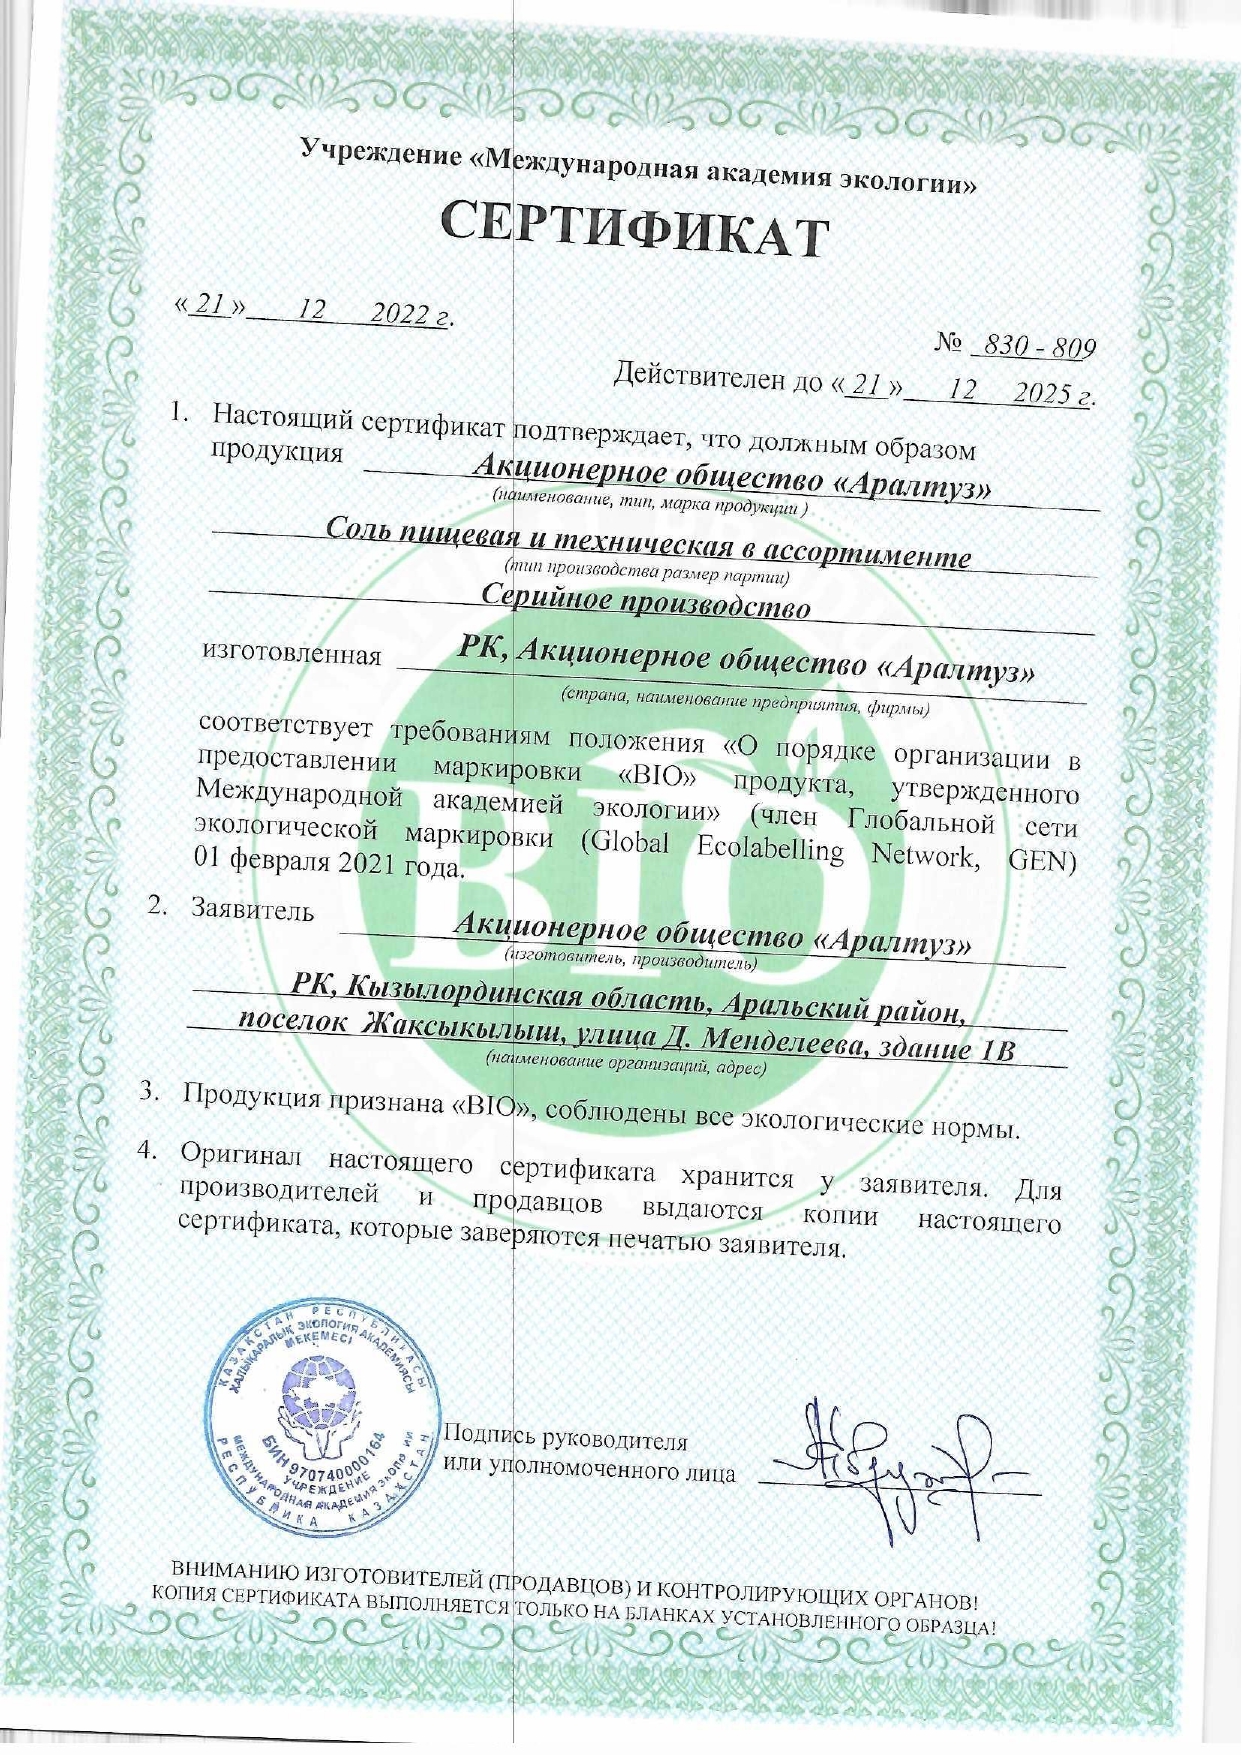 Учреждение «Международная академия экологии»
СЕРТИФИКАТ
« 21 » 12 2022 г.
№ 830 - 809
Действителен до « 21 » 12 2025 г.
1. Настоящий сертификат подтверждает, что должным образом
продукция Акционерное общество «Аралтуз»
(наименование, тип, марка продукции )
Соль пищевая и техническая в ассортименте
(тип производства размер партии)
Серийное производство
изготовленная РК, Акционерное общество «Аралтуз»
(страна, наименование предприятия, фирмы)
соответствует требованиям положения «О порядке организации в
предоставлении маркировки «BIO» продукта, утвержденного
Международной академией экологии» (член Глобальной сети
экологической маркировки (Global Ecolabelling Network, GEN)
01 февраля 2021 года.
BIO
2. Заявитель Акционерное общество «Аралтуз»
(изготовитель, производитель)
РК, Кызылординская область, Аральский район,
поселок Жаксыкылыш, улица Д. Менделеева, здание 1В
(наименование организаций, адрес)
3. Продукция признана «BIO», соблюдены все экологические нормы.
4. Оригинал настоящего сертификата хранится у заявителя. Для
производителей и продавцов выдаются копии настоящего
сертификата, которые заверяются печатью заявителя.
ҚАЗАҚСТАН РЕСПУБЛИКАСЫ
ХАЛЫҚАРАЛЫҚ ЭКОЛОГИЯ АКАДЕМИЯСЫ
МЕКЕМЕСІ
БИН 970740000164
УЧРЕЖДЕНИЕ
МЕЖДУНАРОДНАЯ АКАДЕМИЯ ЭКОЛОГИИ
РЕСПУБЛИКА КАЗАХСТАН
Подпись руководителя
или уполномоченного лица
ВНИМАНИЮ ИЗГОТОВИТЕЛЕЙ (ПРОДАВЦОВ) И КОНТРОЛИРУЮЩИХ ОРГАНОВ!
КОПИЯ СЕРТИФИКАТА ВЫПОЛНЯЕТСЯ ТОЛЬКО НА БЛАНКАХ УСТАНОВЛЕННОГО ОБРАЗЦА!